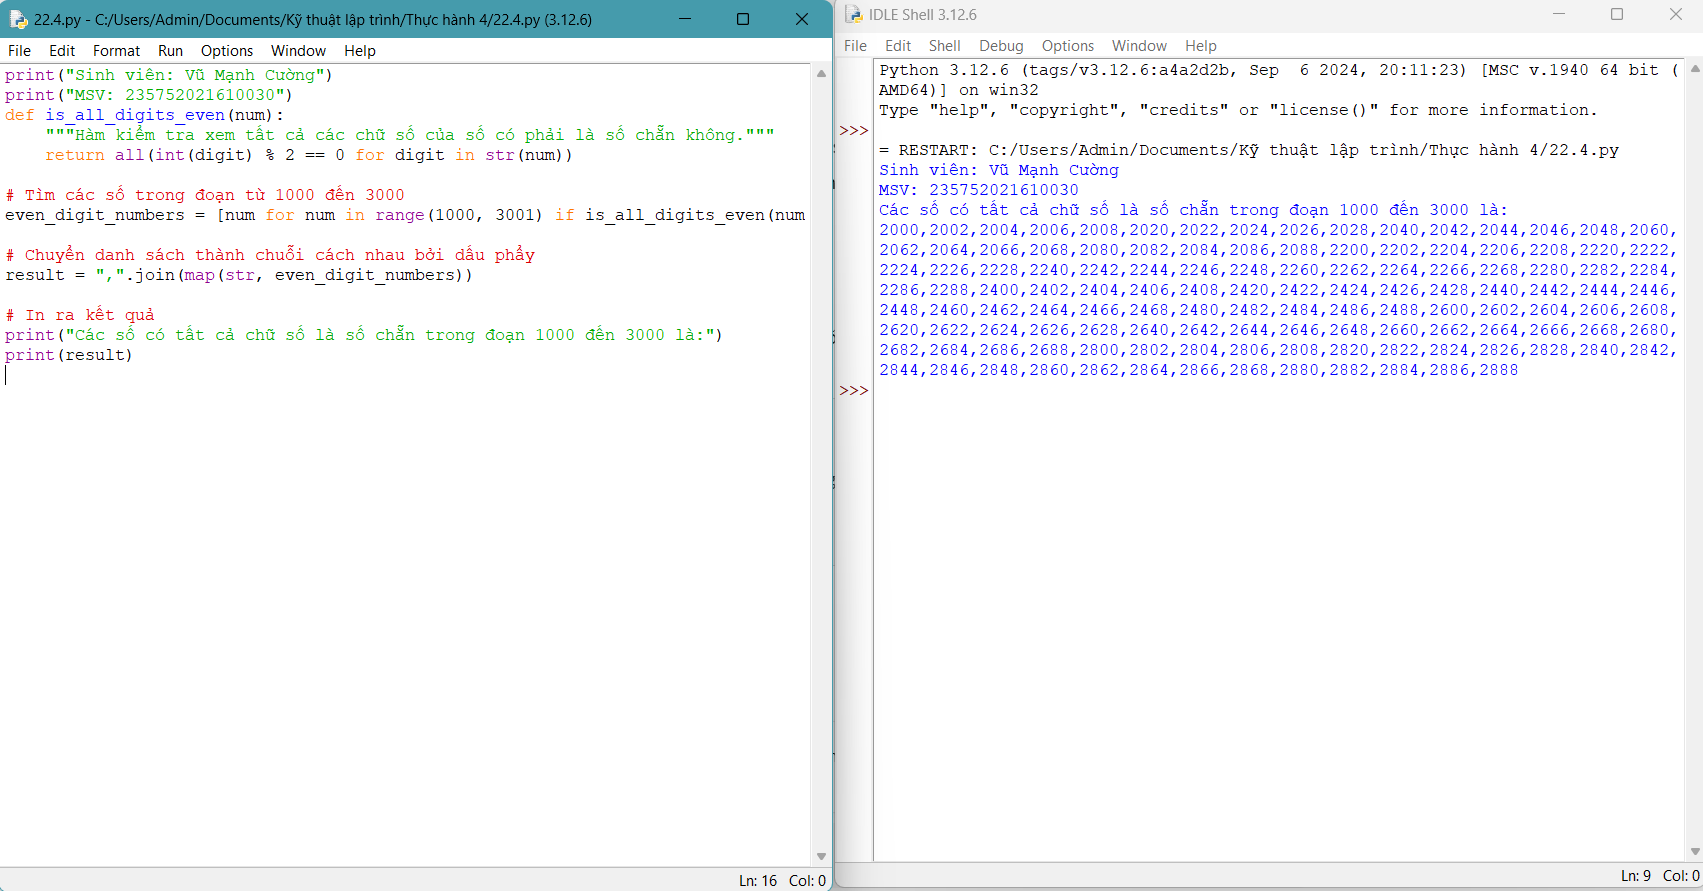 22.4.py - C:/Users/Admin/Documents/Kỹ thuật lập trình/Thực hành 4/22.4.py (3.12.6)
File Edit Format Run Options Window Help
print("Sinh viên: Vũ Mạnh Cường")
print("MSV: 235752021610030")
def is_all_digits_even(num):
    """Hàm kiểm tra xem tất cả các chữ số của số có phải là số chẵn không."""
    return all(int(digit) % 2 == 0 for digit in str(num))
# Tìm các số trong đoạn từ 1000 đến 3000
even_digit_numbers = [num for num in range(1000, 3001) if is_all_digits_even(num
# Chuyển danh sách thành chuỗi cách nhau bởi dấu phẩy
result = ",".join(map(str, even_digit_numbers))
# In ra kết quả
print("Các số có tất cả chữ số là số chẵn trong đoạn 1000 đến 3000 là:")
print(result)
Ln: 16 Col: 0
IDLE Shell 3.12.6
File Edit Shell Debug Options Window Help
Python 3.12.6 (tags/v3.12.6:a4a2d2b, Sep  6 2024, 20:11:23) [MSC v.1940 64 bit (
AMD64)] on win32
Type "help", "copyright", "credits" or "license()" for more information.
>>>
= RESTART: C:/Users/Admin/Documents/Kỹ thuật lập trình/Thực hành 4/22.4.py
Sinh viên: Vũ Mạnh Cường
MSV: 235752021610030
Các số có tất cả chữ số là số chẵn trong đoạn 1000 đến 3000 là:
2000,2002,2004,2006,2008,2020,2022,2024,2026,2028,2040,2042,2044,2046,2048,2060,
2062,2064,2066,2068,2080,2082,2084,2086,2088,2200,2202,2204,2206,2208,2220,2222,
2224,2226,2228,2240,2242,2244,2246,2248,2260,2262,2264,2266,2268,2280,2282,2284,
2286,2288,2400,2402,2404,2406,2408,2420,2422,2424,2426,2428,2440,2442,2444,2446,
2448,2460,2462,2464,2466,2468,2480,2482,2484,2486,2488,2600,2602,2604,2606,2608,
2620,2622,2624,2626,2628,2640,2642,2644,2646,2648,2660,2662,2664,2666,2668,2680,
2682,2684,2686,2688,2800,2802,2804,2806,2808,2820,2822,2824,2826,2828,2840,2842,
2844,2846,2848,2860,2862,2864,2866,2868,2880,2882,2884,2886,2888
>>>
Ln: 9 Col: 0